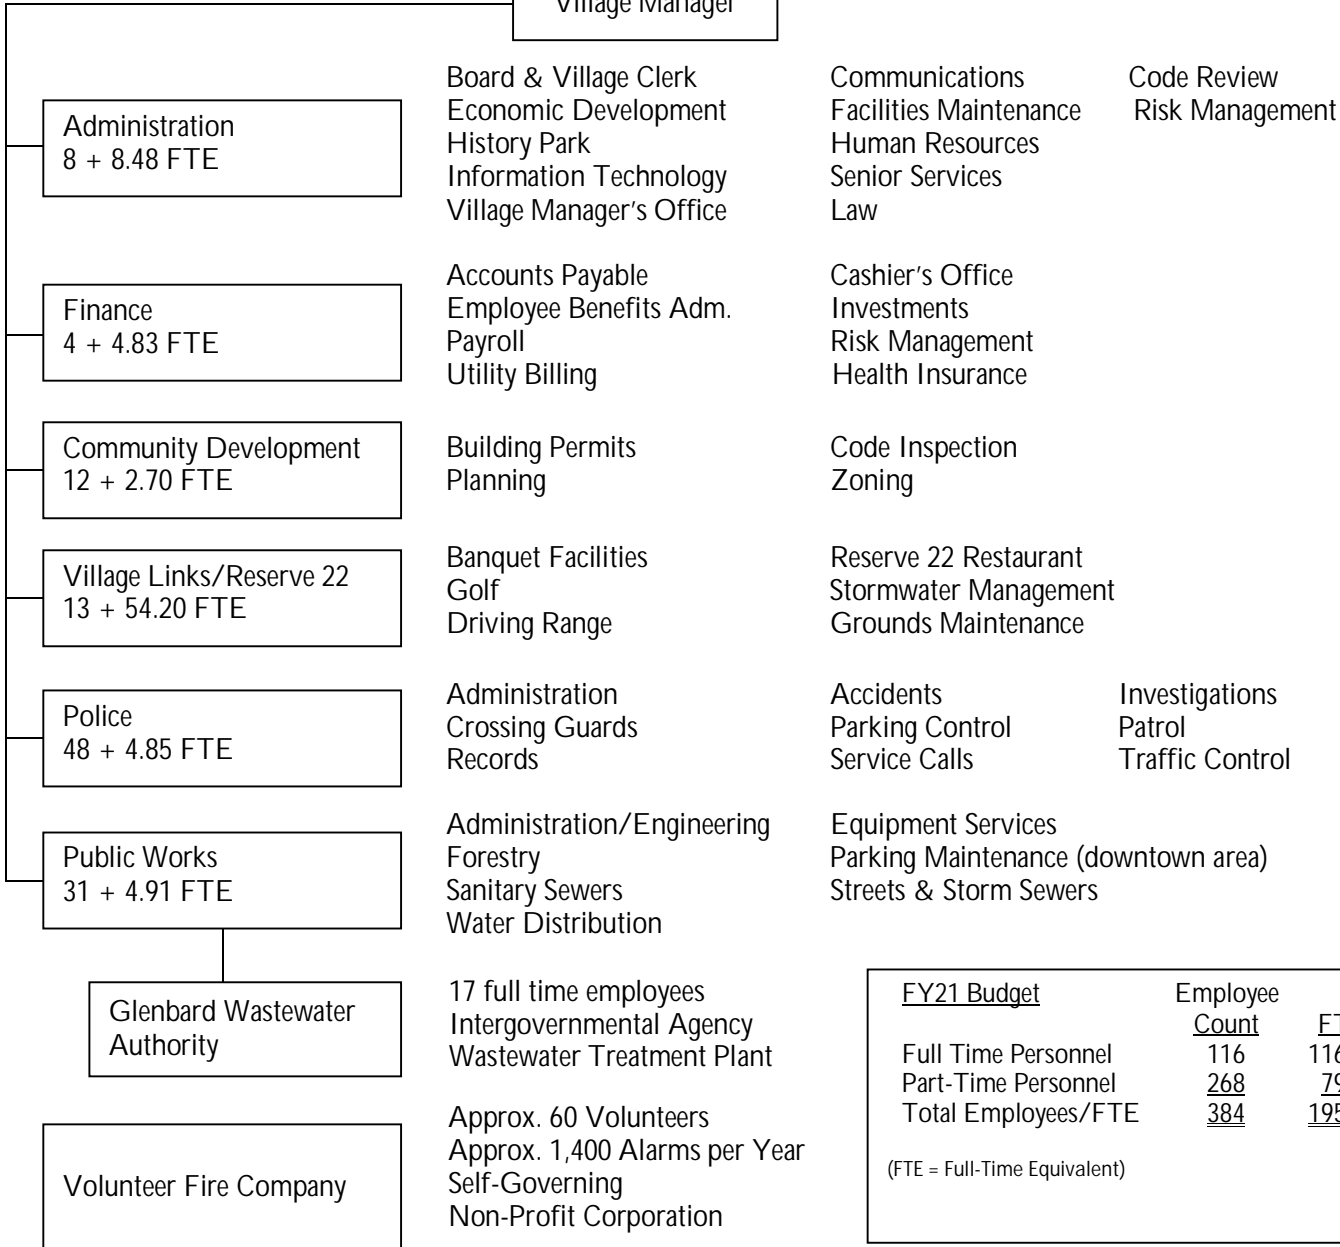 Village Manager
Administration
8 + 8.48 FTE
Board & Village Clerk Communications Code Review
Economic Development Facilities Maintenance Risk Management
History Park Human Resources
Information Technology Senior Services
Village Manager's Office Law
Finance
4 + 4.83 FTE
Accounts Payable Cashier's Office
Employee Benefits Adm. Investments
Payroll Risk Management
Utility Billing Health Insurance
Community Development
12 + 2.70 FTE
Building Permits Code Inspection
Planning Zoning
Village Links/Reserve 22
13 + 54.20 FTE
Banquet Facilities Reserve 22 Restaurant
Golf Stormwater Management
Driving Range Grounds Maintenance
Police
48 + 4.85 FTE
Administration Accidents Investigations
Crossing Guards Parking Control Patrol
Records Service Calls Traffic Control
Public Works
31 + 4.91 FTE
Administration/Engineering Equipment Services
Forestry Parking Maintenance (downtown area)
Sanitary Sewers Streets & Storm Sewers
Water Distribution
Glenbard Wastewater
Authority
17 full time employees
Intergovernmental Agency
Wastewater Treatment Plant
Volunteer Fire Company
Approx. 60 Volunteers
Approx. 1,400 Alarms per Year
Self-Governing
Non-Profit Corporation
FY21 Budget Employee
Count
Full Time Personnel 116 116
Part-Time Personnel 268 79
Total Employees/FTE 384 195
(FTE = Full-Time Equivalent)